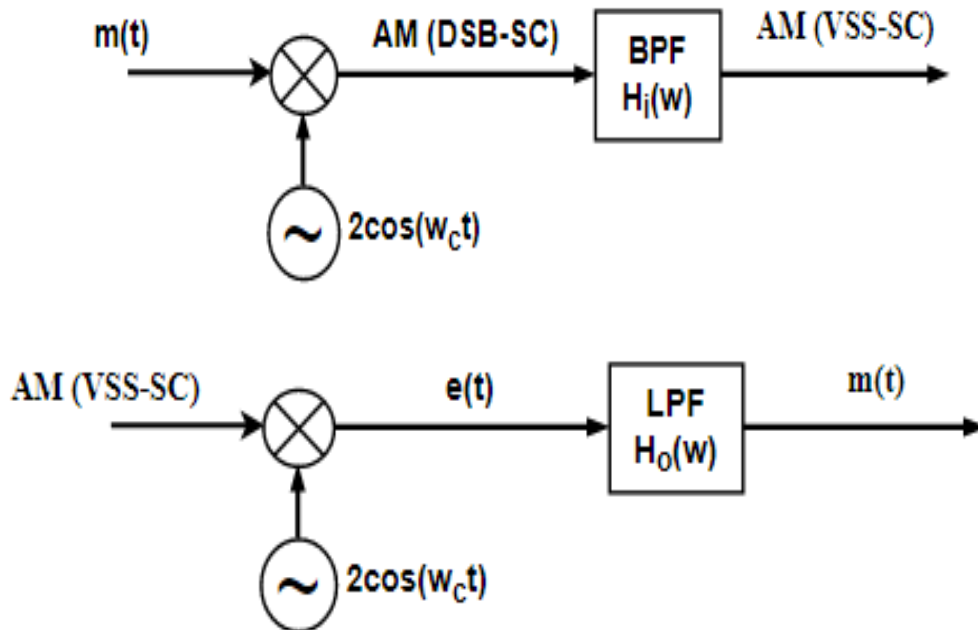 m(t)
AM (DSB-SC)
AM (VSS-SC)
BPF
Hi(w)
~
2cos(wCt)
AM (VSS-SC)
e(t)
m(t)
LPF
HO(w)
~
2cos(wCt)